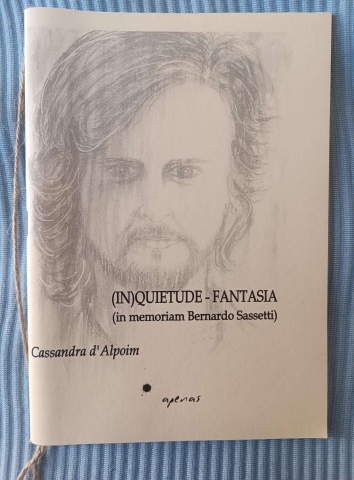 (IN)QUIETUDE - FANTASIA
(in memoriam Bernardo Sassetti)
Cassandra d'Alpoim
apenas